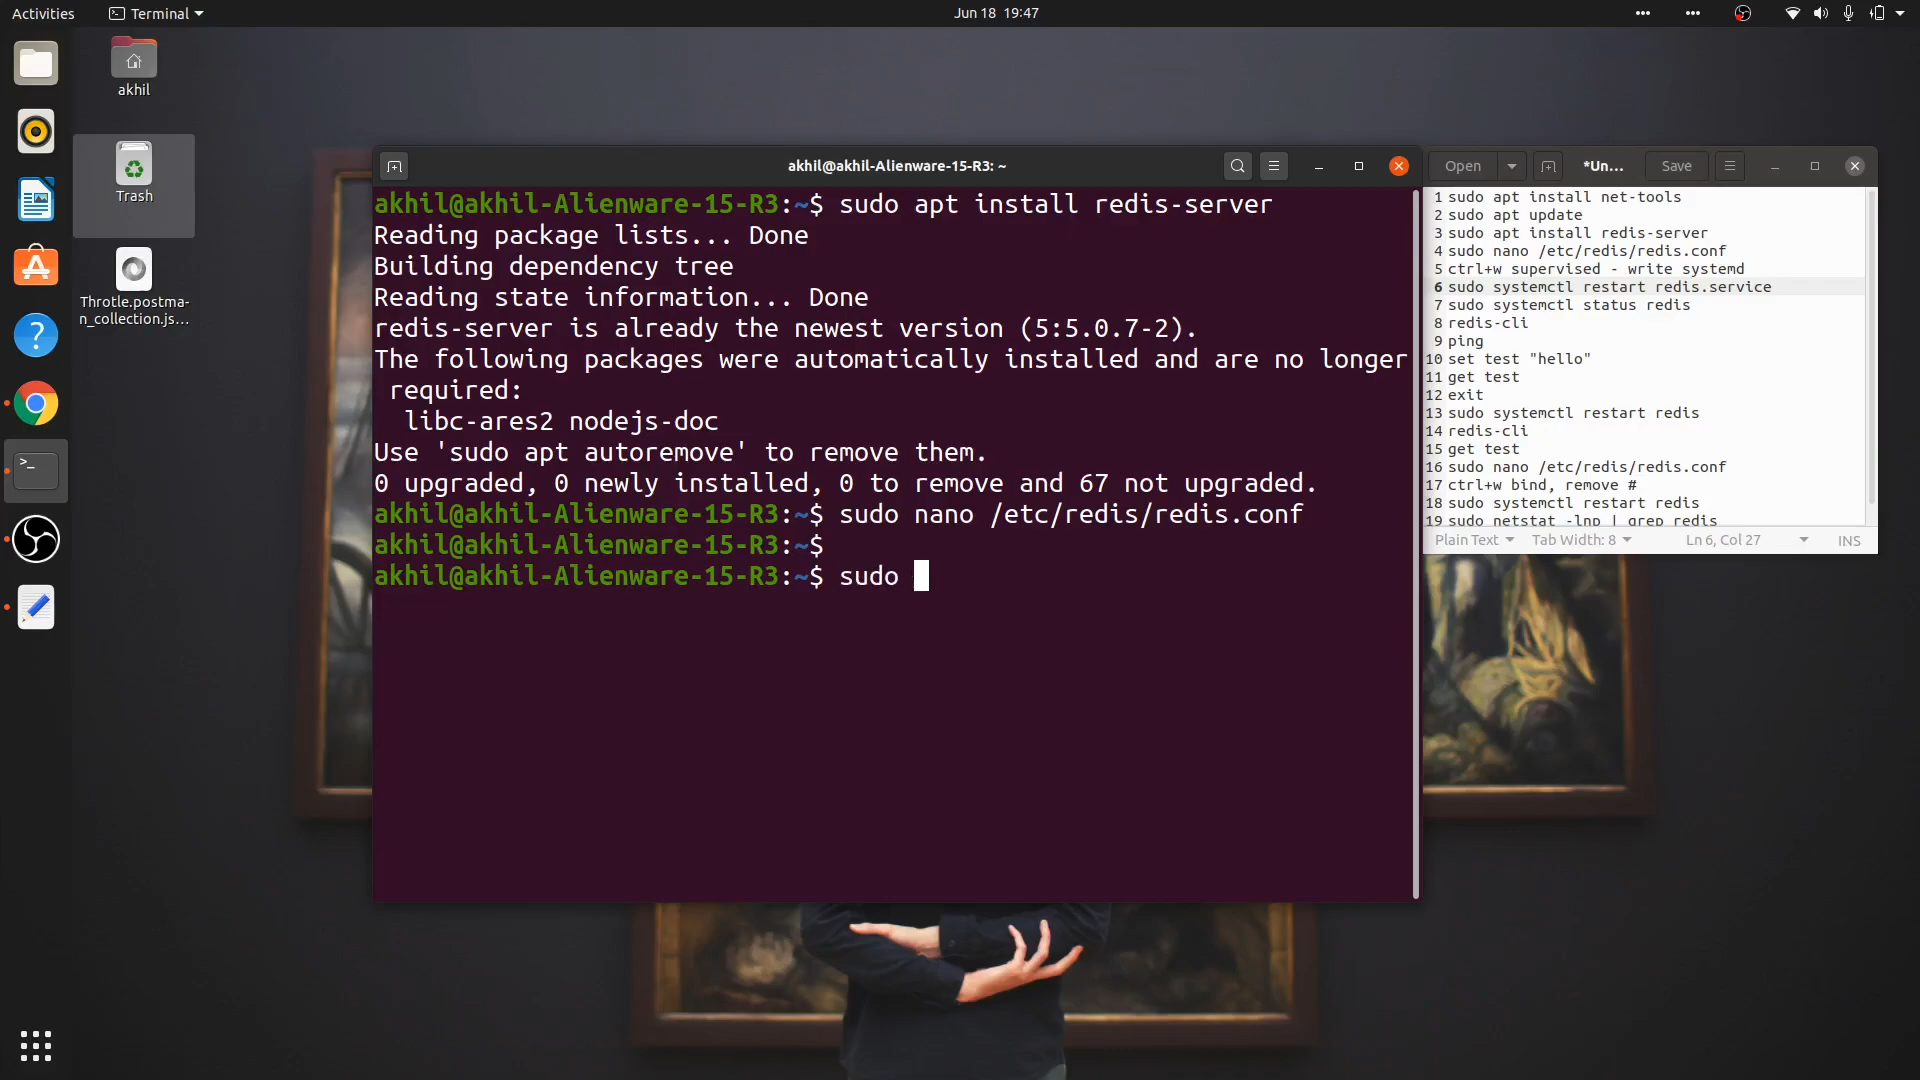 Activities
Terminal
Jun 18 19:47
akhil
Trash
Throtle.postma-
n_collection.js...
akhil@akhil-Alienware-15-R3: ~
akhil@akhil-Alienware-15-R3:~$ sudo apt install redis-server
Reading package lists... Done
Building dependency tree
Reading state information... Done
redis-server is already the newest version (5:5.0.7-2).
The following packages were automatically installed and are no longer
required:
libc-ares2 nodejs-doc
Use 'sudo apt autoremove' to remove them.
0 upgraded, 0 newly installed, 0 to remove and 67 not upgraded.
akhil@akhil-Alienware-15-R3:~$ sudo nano /etc/redis/redis.conf
akhil@akhil-Alienware-15-R3:~$
akhil@akhil-Alienware-15-R3:~$ sudo
Open
*Un...
Save
1 sudo apt install net-tools
2 sudo apt update
3 sudo apt install redis-server
4 sudo nano /etc/redis/redis.conf
5 ctrl+w supervised - write systemd
6 sudo systemctl restart redis.service
7 sudo systemctl status redis
8 redis-cli
9 ping
10 set test "hello"
11 get test
12 exit
13 sudo systemctl restart redis
14 redis-cli
15 get test
16 sudo nano /etc/redis/redis.conf
17 ctrl+w bind, remove #
18 sudo systemctl restart redis
19 sudo netstat -lnp | grep redis
Plain Text
Tab Width: 8
Ln 6, Col 27
INS